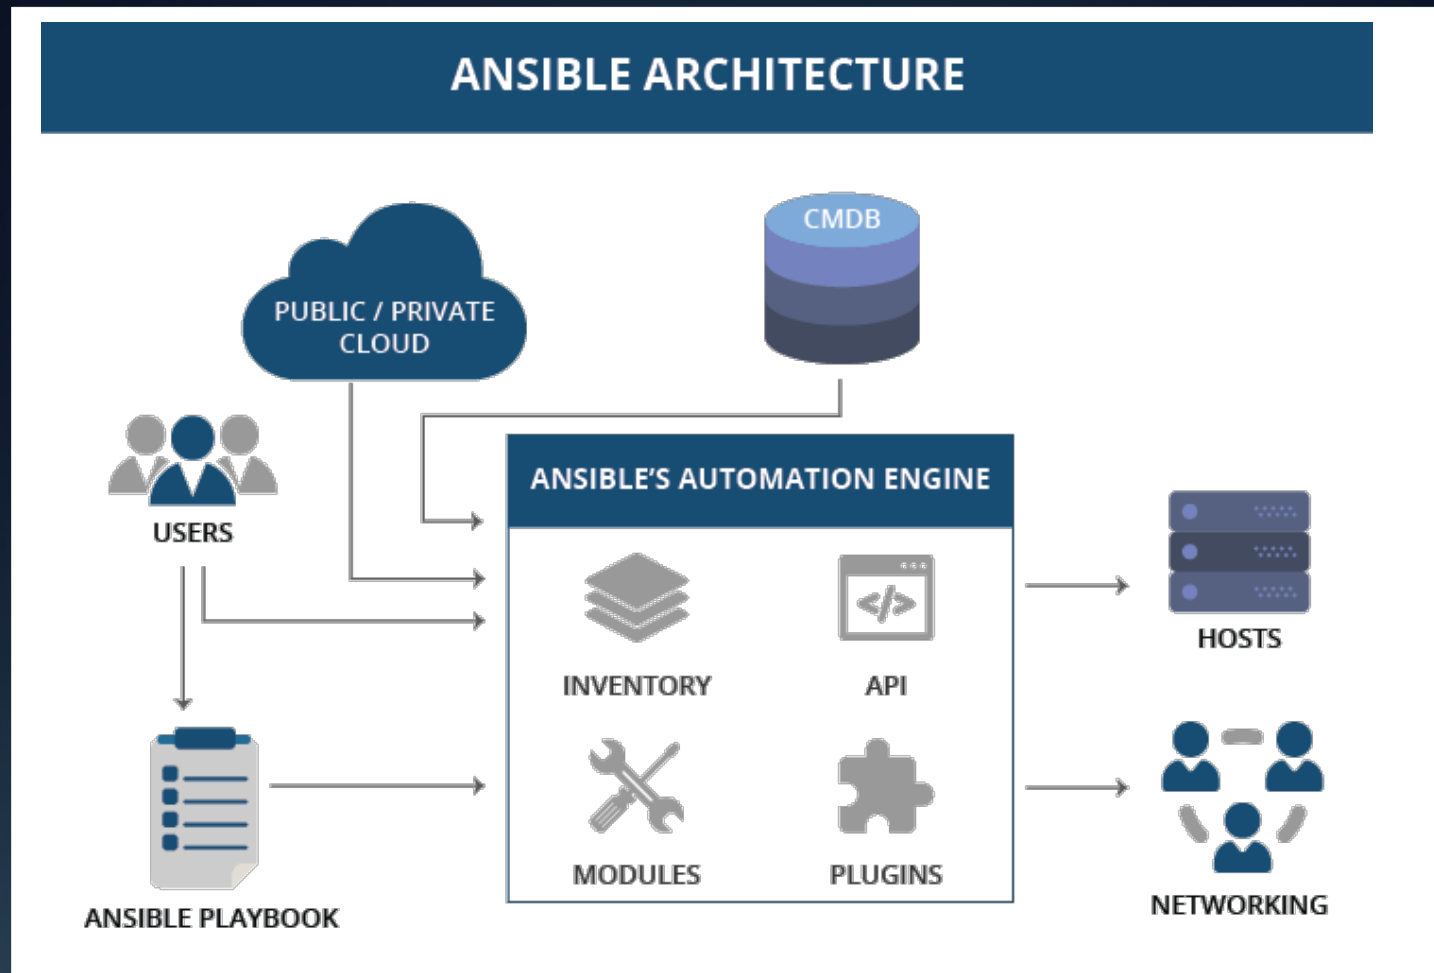 ANSIBLE ARCHITECTURE
CMDB
PUBLIC / PRIVATE
CLOUD
USERS
ANSIBLE’S AUTOMATION ENGINE
INVENTORY
API
HOSTS
MODULES
PLUGINS
ANSIBLE PLAYBOOK
NETWORKING